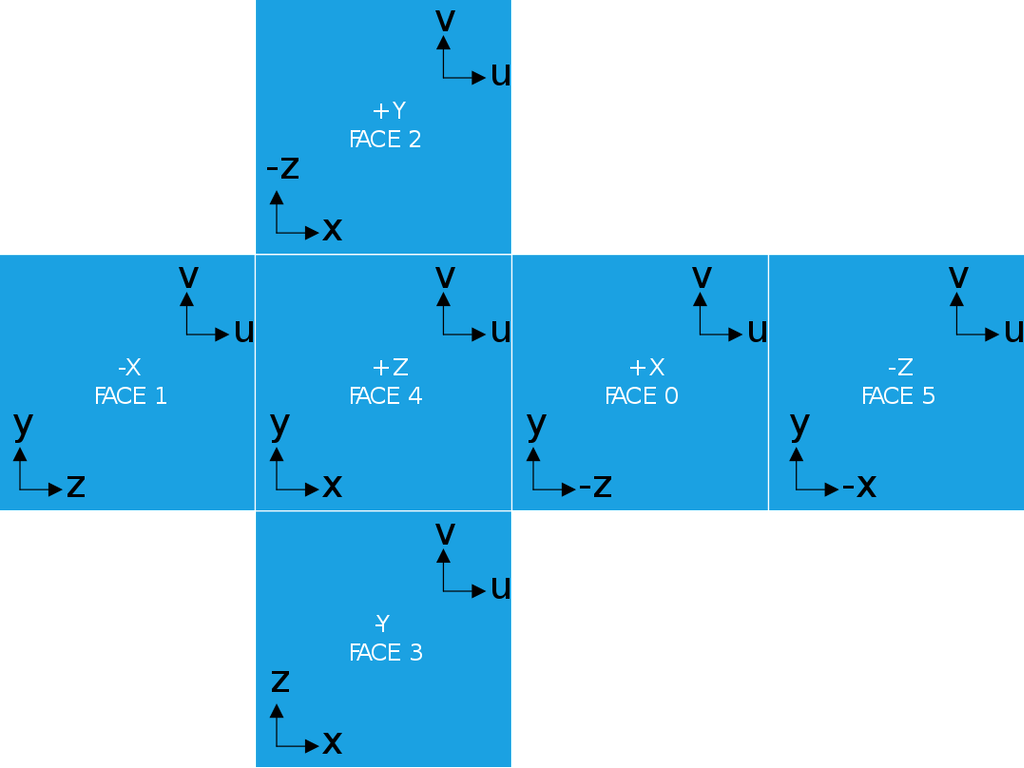 v
u
+Y
FACE 2
-z
x
v
u
-X
FACE 1
y
z
v
u
+Z
FACE 4
y
x
v
u
+X
FACE 0
y
-z
v
u
-Z
FACE 5
y
-x
v
u
-Y
FACE 3
z
x